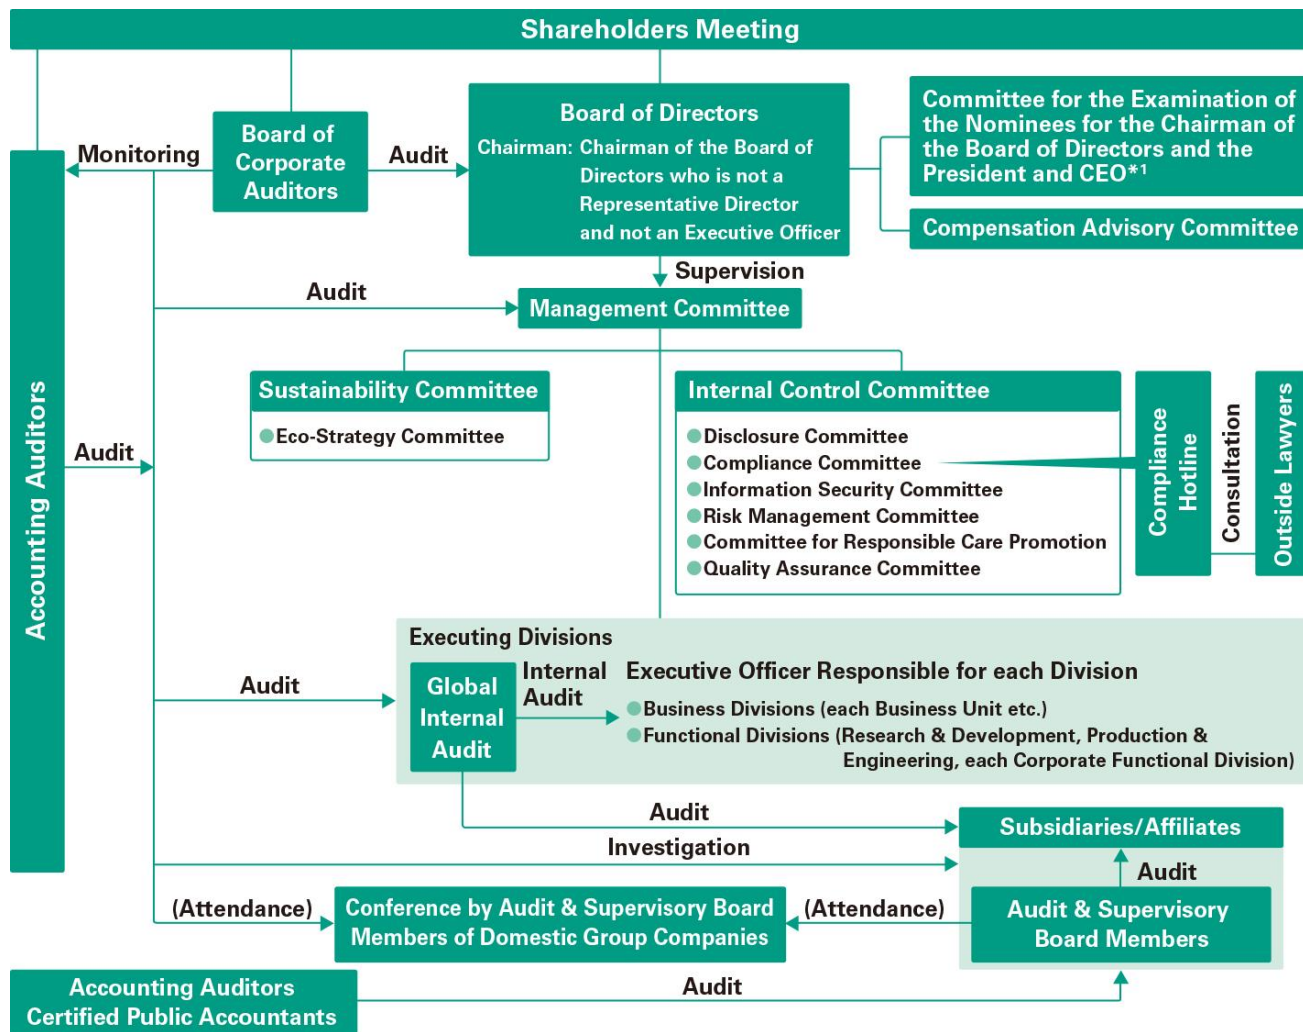 Shareholders Meeting
Board of
Corporate
Auditors
Monitoring
Audit
Board of Directors
Chairman: Chairman of the Board of
Directors who is not a
Representative Director
and not an Executive Officer
Committee for the Examination of
the Nominees for the Chairman of
the Board of Directors and the
President and CEO*1
Compensation Advisory Committee
Supervision
Audit
Management Committee
Accounting Auditors
Audit
Sustainability Committee
Eco-Strategy Committee
Internal Control Committee
Disclosure Committee
Compliance Committee
Information Security Committee
Risk Management Committee
Committee for Responsible Care Promotion
Quality Assurance Committee
Compliance
Hotline
Consultation
Outside Lawyers
Executing Divisions
Audit
Global
Internal
Audit
Internal
Audit
Executive Officer Responsible for each Division
Business Divisions (each Business Unit etc.)
Functional Divisions (Research & Development, Production &
Engineering, each Corporate Functional Division)
Audit
Subsidiaries/Affiliates
Investigation
Audit
(Attendance)
Conference by Audit & Supervisory Board
Members of Domestic Group Companies
(Attendance)
Audit & Supervisory
Board Members
Accounting Auditors
Certified Public Accountants
Audit